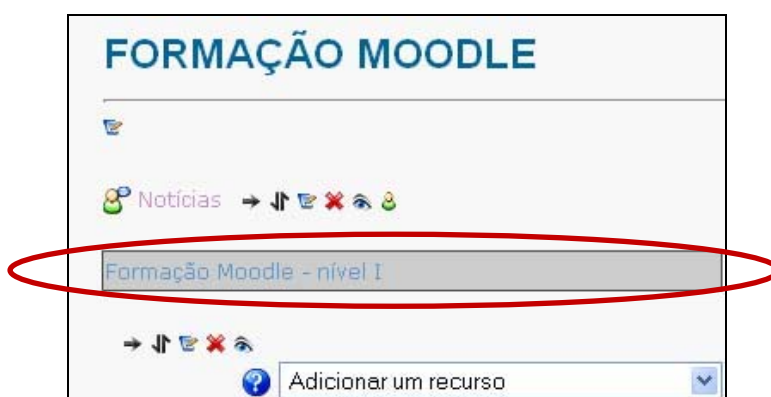 FORMAÇÃO MOODLE
Notícias
Formação Moodle - nível I
Adicionar um recurso